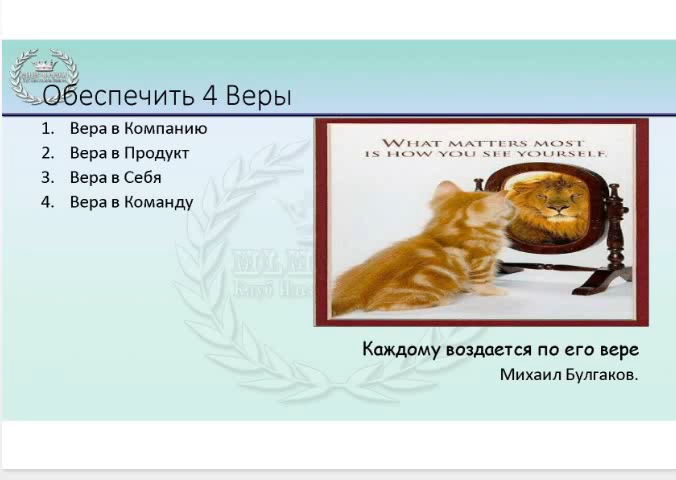 Обеспечить 4 Веры
1. Вера в Компанию
2. Вера в Продукт
3. Вера в Себя
4. Вера в Команду
WHAT MATTERS MOST
IS HOW YOU SEE YOURSELF.
Каждому воздается по его вере
Михаил Булгаков.